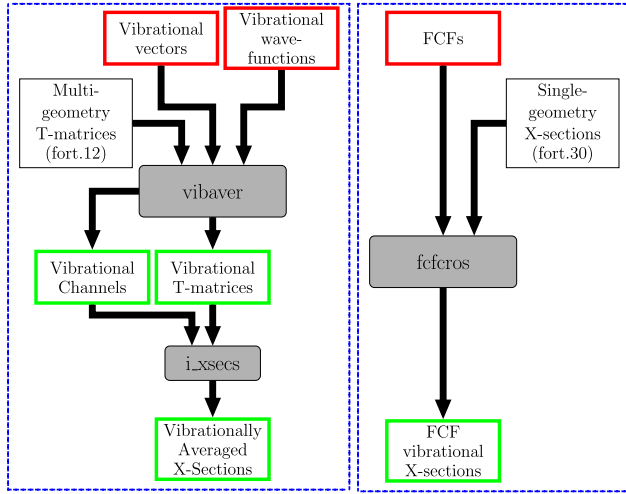 Vibrational
vectors
Vibrational
wave-
functions
Multi-
geometry
T-matrices
(fort.12)
vibaver
Vibrational
Channels
Vibrational
T-matrices
i_xsecs
Vibrationally
Averaged
X-Sections
FCFs
Single-
geometry
X-sections
(fort.30)
fcfcros
FCF
vibrational
X-sections